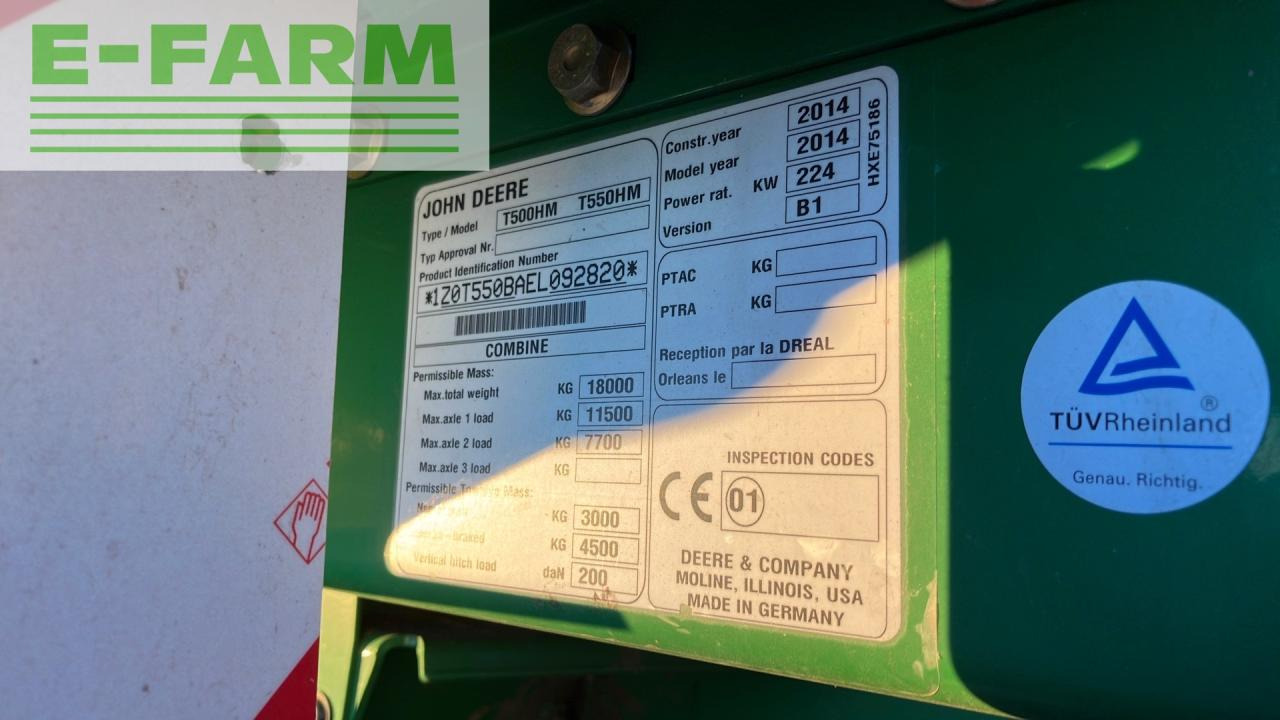 E-FARM
JOHN DEERE
Type / Model T500HM T550HM
Typ Approval Nr.
Product Identification Number
*1Z0T550BAEL092820*
COMBINE
Permissible Mass:
Max.total weight KG 18000
Max.axle 1 load KG 11500
Max.axle 2 load KG 7700
Max.axle 3 load KG
Permissible Mass:
KG 3000
-braked KG 4500
Vertical hitch load daN 200
Constr.year 2014
Model year 2014
Power rat. KW 224
Version B1
HXE75186
PTAC KG
PTRA KG
Reception par la DREAL
Orleans le
INSPECTION CODES
CE 01
DEERE & COMPANY
MOLINE, ILLINOIS, USA
MADE IN GERMANY
TÜVRheinland®
Genau. Richtig.